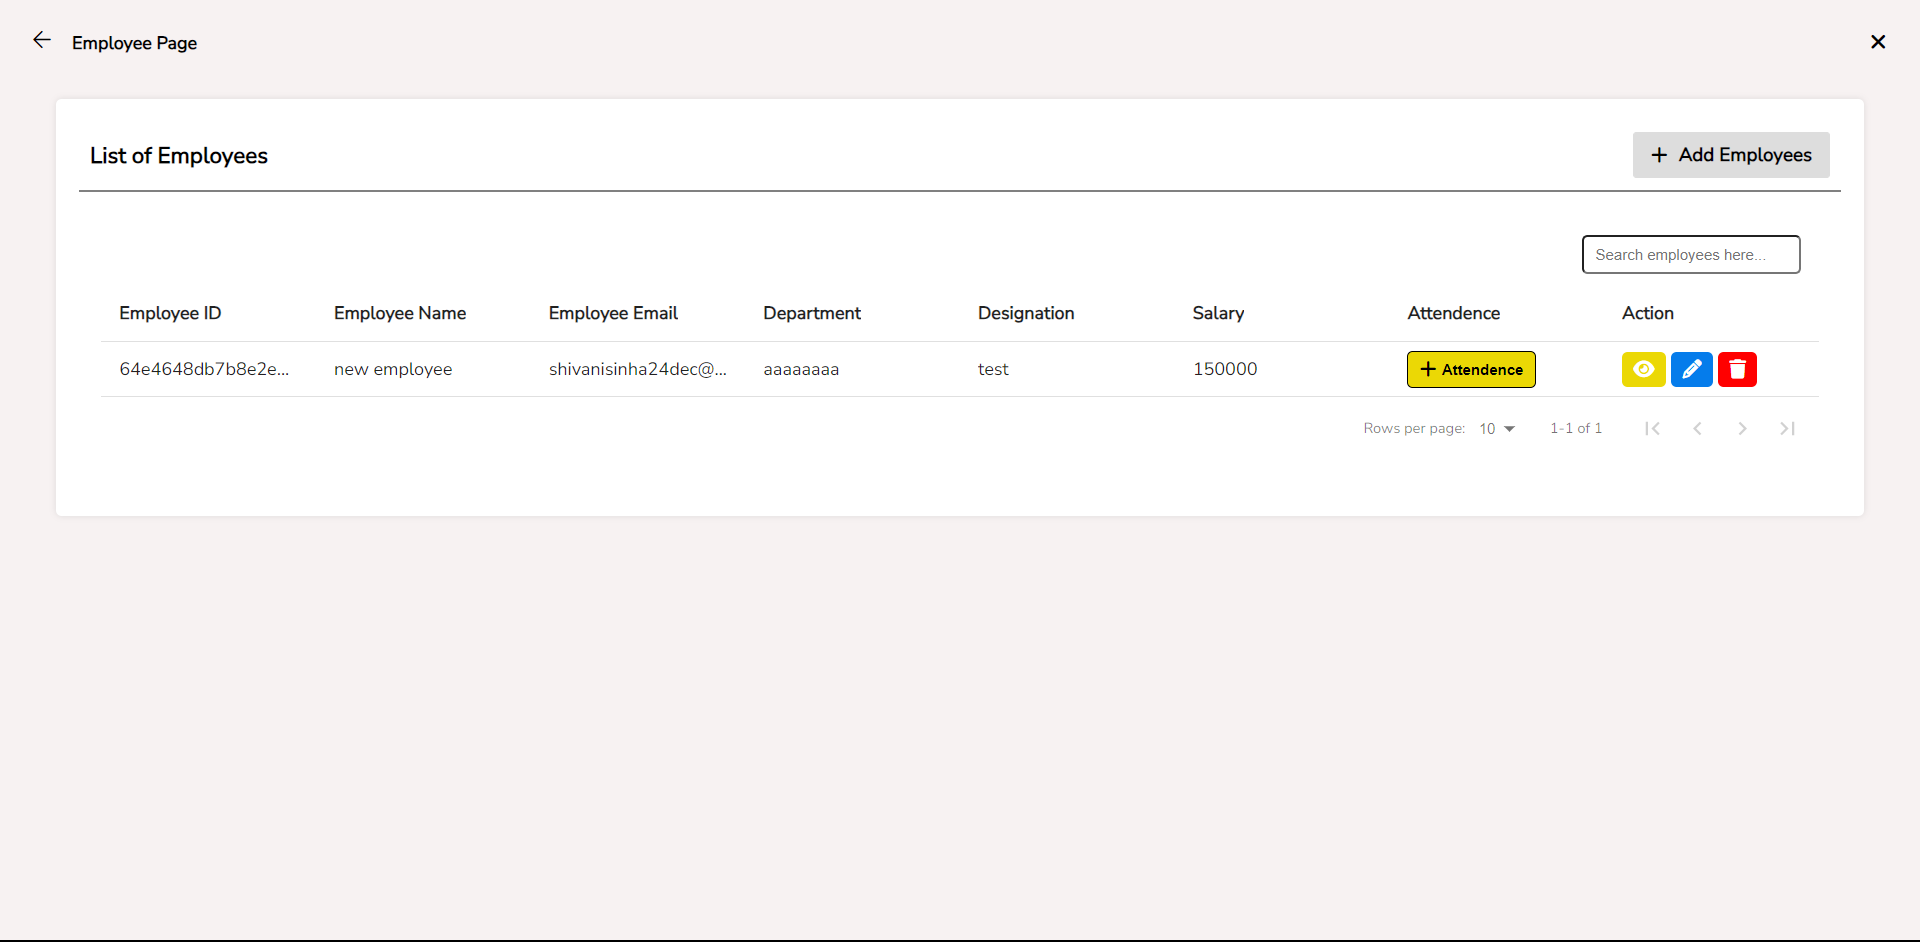 Employee Page
List of Employees
+ Add Employees
Search employees here...
Employee ID Employee Name Employee Email Department Designation Salary Attendence Action
64e4648db7b8e2e... new employee shivanisinha24dec@... aaaaaaaa test 150000 + Attendence
Rows per page: 10 1-1 of 1